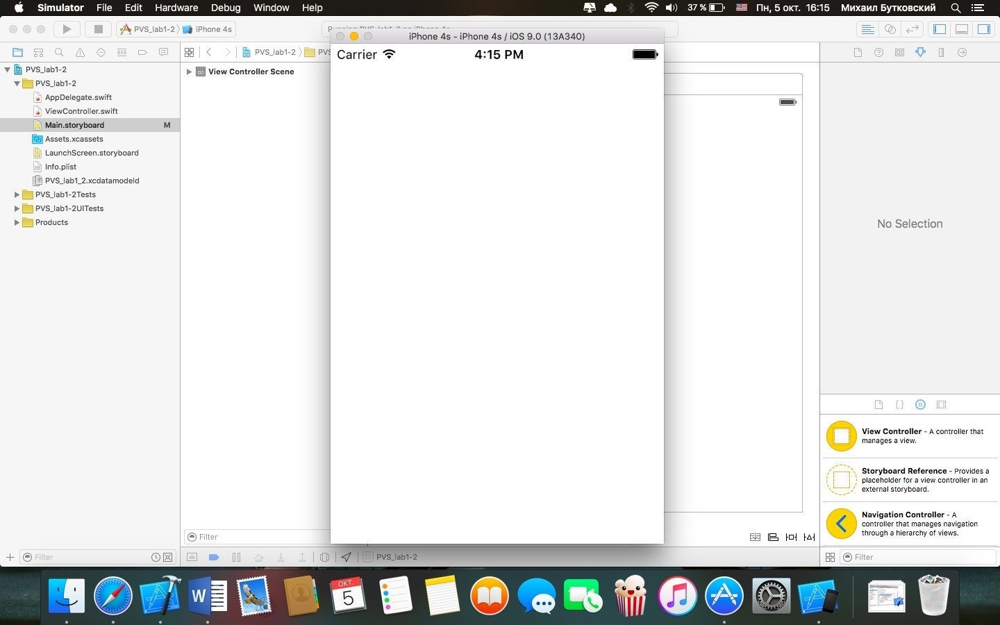 Simulator File Edit Hardware Debug Window Help 37 % Пн, 5 окт. 16:15 Михаил Бутковский
PVS_lab1-2 iPhone 4s
iPhone 4s - iPhone 4s / iOS 9.0 (13A340)
PVS_lab1-2 PVS
Carrier 4:15 PM
PVS_lab1-2
PVS_lab1-2
AppDelegate.swift
ViewController.swift
Main.storyboard M
Assets.xcassets
LaunchScreen.storyboard
Info.plist
PVS_lab1_2.xcdatamodeld
PVS_lab1-2Tests
PVS_lab1-2UITests
Products
View Controller Scene
No Selection
View Controller - A controller that
manages a view.
Storyboard Reference - Provides a
placeholder for a view controller in an
external storyboard.
Navigation Controller - A
controller that manages navigation
through a hierarchy of views.
Filter
Filter
PVS_lab1-2
Filter
ОКТ.
5
W